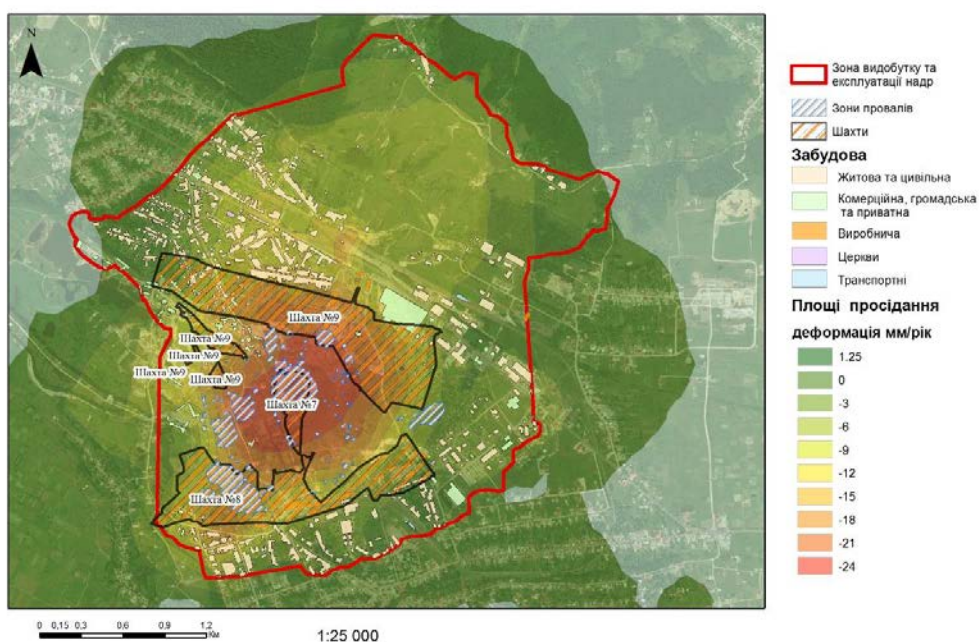 N
Зона видобутку та
експлуатації надр
Зони провалів
Шахти
Забудова
Житова та цивільна
Комерційна, громадська
та приватна
Виробнича
Церкви
Транспортні
Площі просідання
деформація мм/рік
1.25
0
-3
-6
-9
-12
-15
-18
-21
-24
Шахта №9
Шахта №9
Шахта №9
Шахта №9
Шахта №9
Шахта №7
Шахта №8
0 0,15 0,3 0,6 0,9 1,2
Км
1:25 000